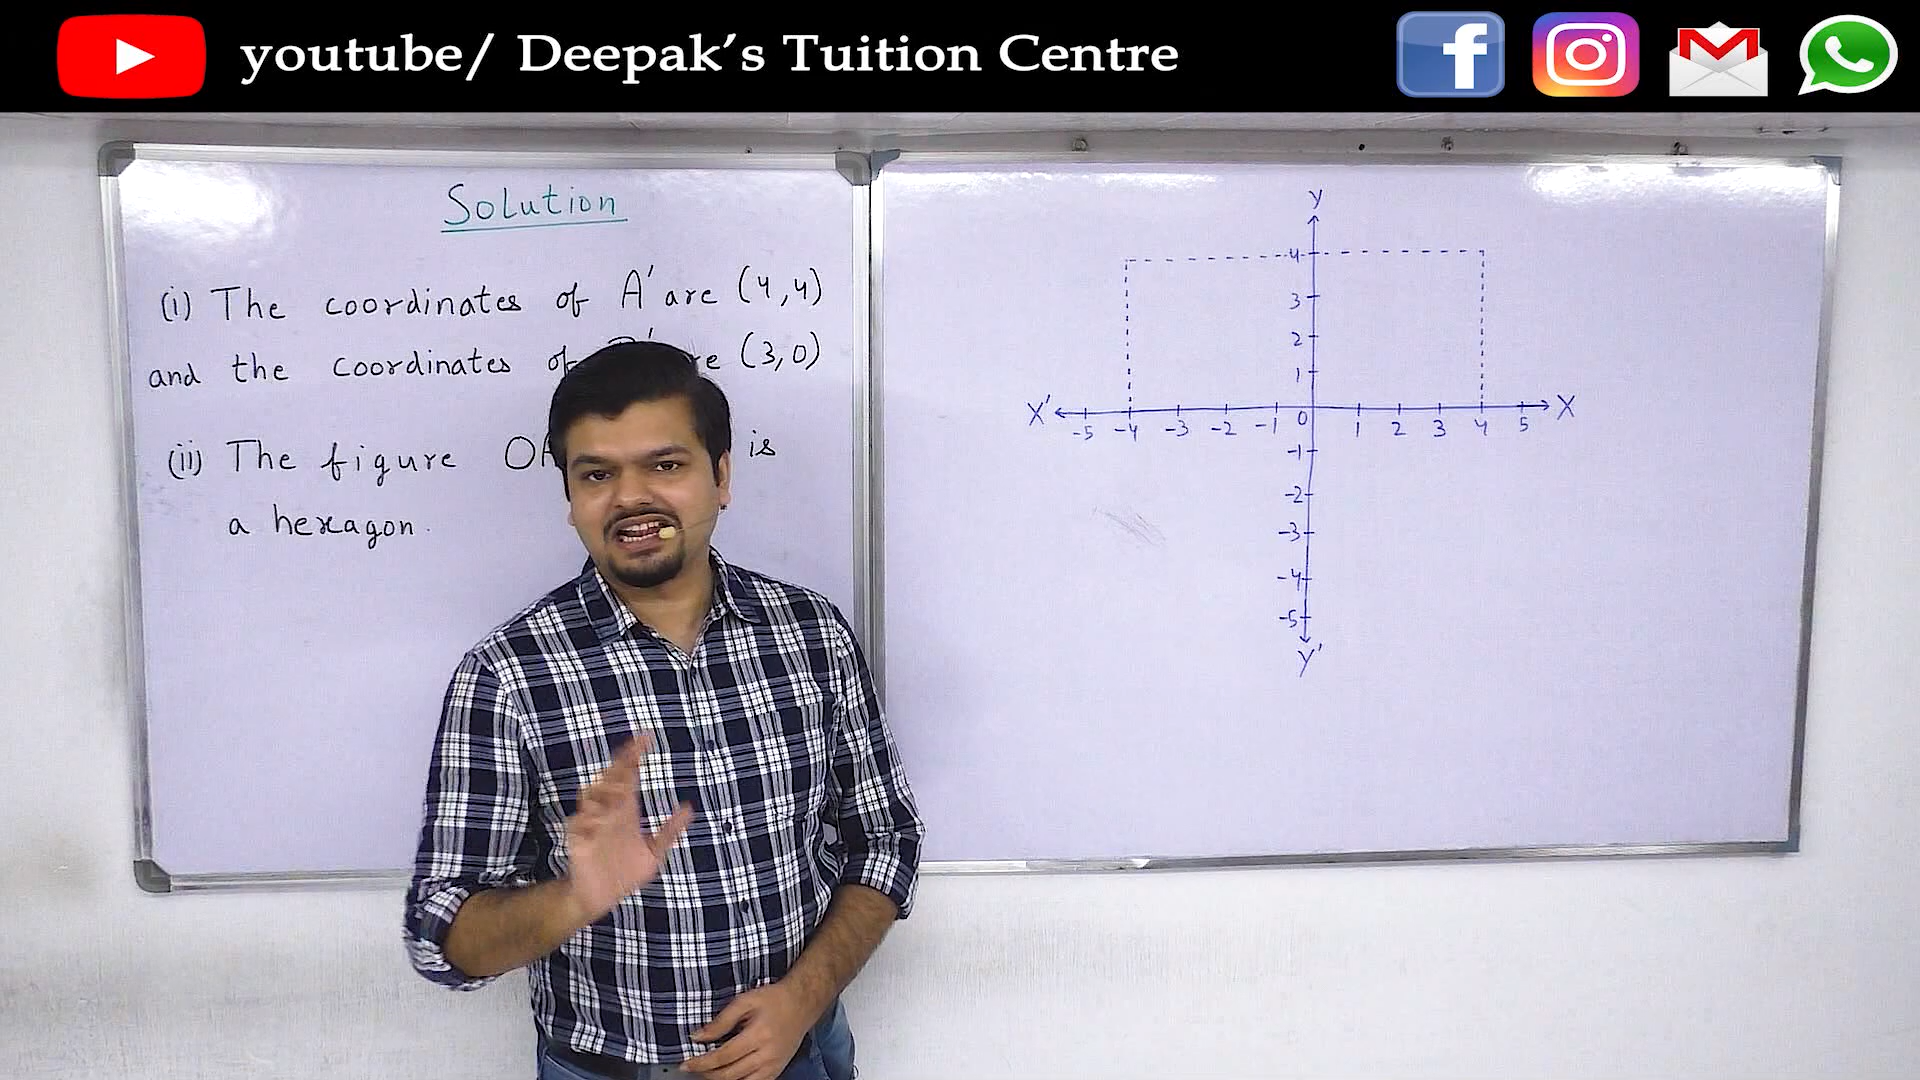 youtube/ Deepak's Tuition Centre
Solution
(i) The coordinates of A' are (4,4)
and the coordinates of (3,0)
(ii) The figure is
a hexagon.
Y
4
3
2
1
X' -5 -4 -3 -2 -1 0 1 2 3 4 5 X
-1
-2
-3
-4
-5
Y'